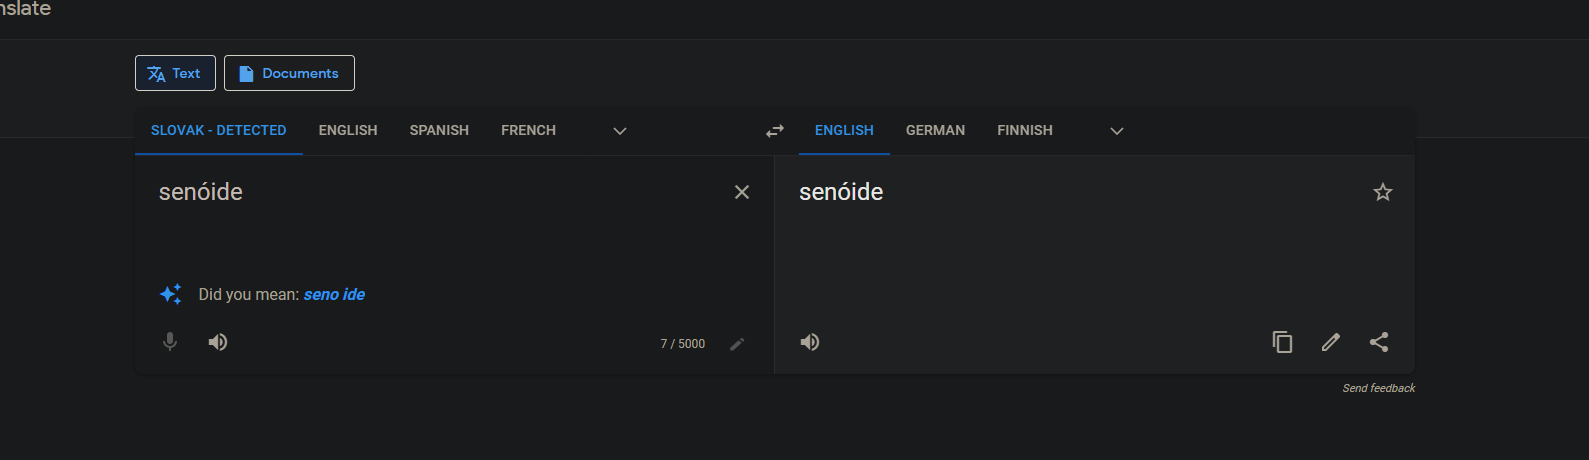 nslate
Text Documents
SLOVAK - DETECTED ENGLISH SPANISH FRENCH ENGLISH GERMAN FINNISH
senóide senóide
Did you mean: seno ide
7 / 5000
Send feedback